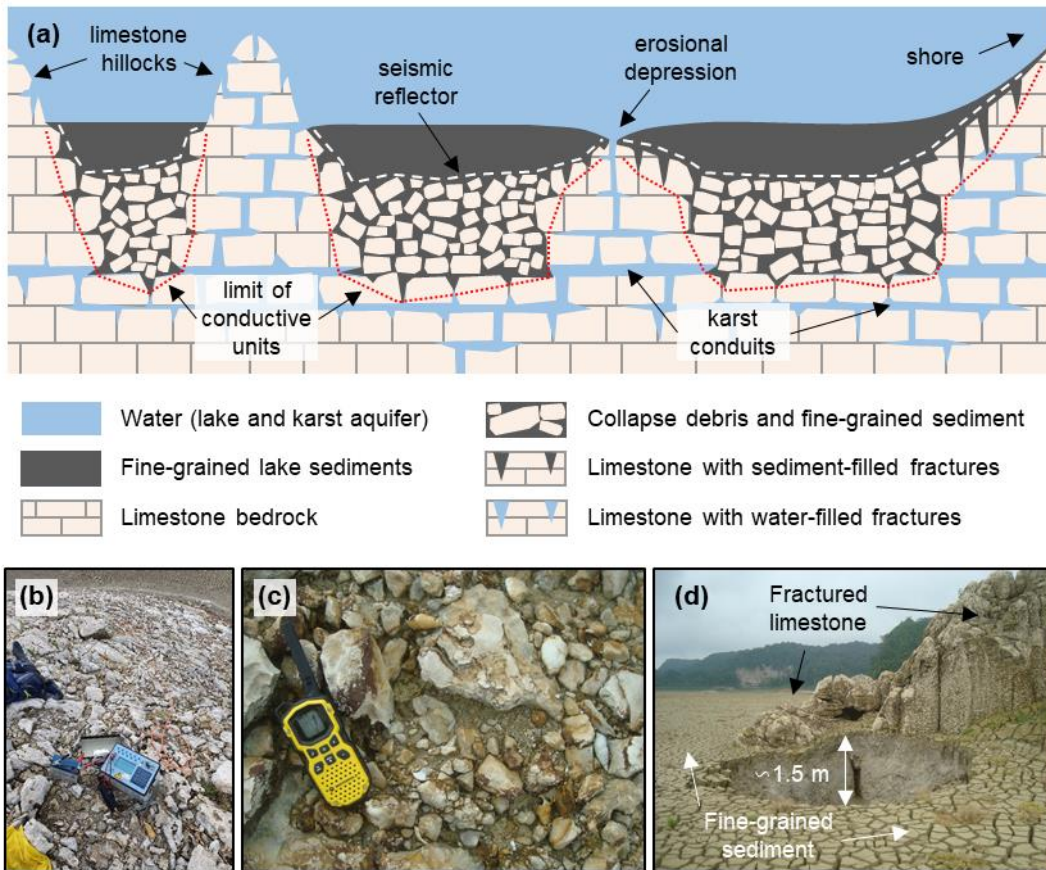 (a)
limestone
hillocks
seismic
reflector
erosional
depression
shore
limit of
conductive
units
karst
conduits
Water (lake and karst aquifer)
Fine-grained lake sediments
Limestone bedrock
Collapse debris and fine-grained sediment
Limestone with sediment-filled fractures
Limestone with water-filled fractures
(b)
(c)
(d)
Fractured
limestone
~1.5 m
Fine-grained
sediment